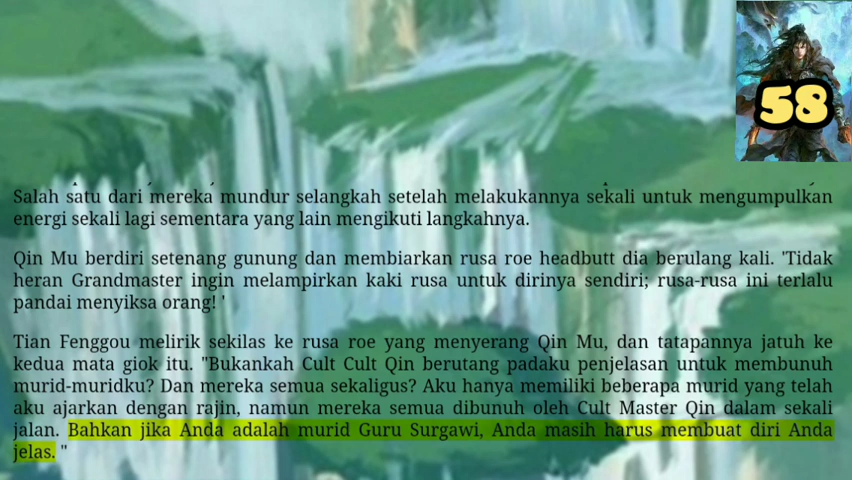 58
Salah satu dari mereka mundur selangkah setelah melakukannya sekali untuk mengumpulkan
energi sekali lagi sementara yang lain mengikuti langkahnya.
Qin Mu berdiri setenang gunung dan membiarkan rusa roe headbutt dia berulang kali. 'Tidak
heran Grandmaster ingin melampirkan kaki rusa untuk dirinya sendiri; rusa-rusa ini terlalu
pandai menyiksa orang! '
Tian Fenggou melirik sekilas ke rusa roe yang menyerang Qin Mu, dan tatapannya jatuh ke
kedua mata giok itu. "Bukankah Cult Cult Qin berutang padaku penjelasan untuk membunuh
murid-muridku? Dan mereka semua sekaligus? Aku hanya memiliki beberapa murid yang telah
aku ajarkan dengan rajin, namun mereka semua dibunuh oleh Cult Master Qin dalam sekali
jalan. Bahkan jika Anda adalah murid Guru Surgawi, Anda masih harus membuat diri Anda
jelas. "